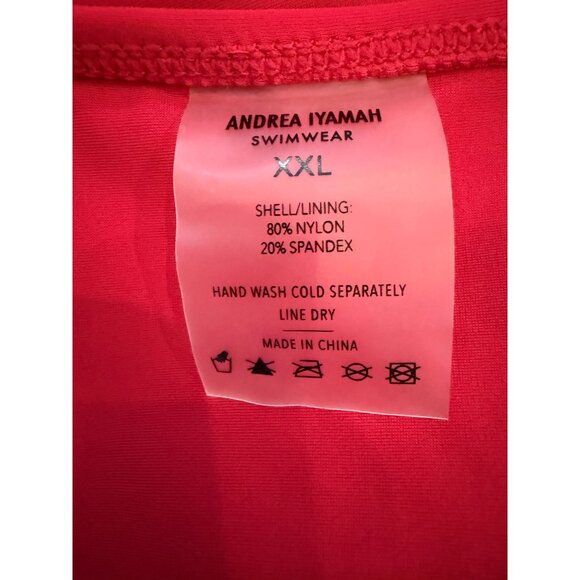 ANDREA IYAMAH
SWIMWEAR
XXL
SHELL/LINING:
80% NYLON
20% SPANDEX
HAND WASH COLD SEPARATELY
LINE DRY
MADE IN CHINA